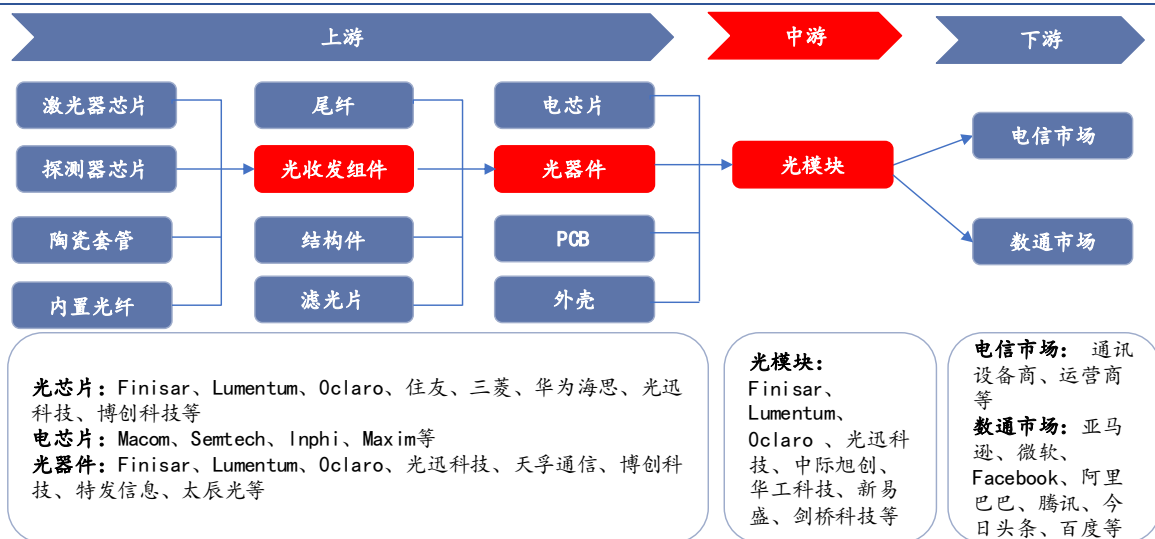 上游
中游
下游
激光器芯片
尾纤
电芯片
电信市场
探测器芯片
光收发组件
光器件
光模块
陶瓷套管
结构件
PCB
数通市场
内置光纤
滤光片
外壳
光芯片：Finisar、Lumentum、Oclaro、住友、三菱、华为海思、光迅
科技、博创科技等
电芯片：Macom、Semtech、Inphi、Maxim等
光器件：Finisar、Lumentum、Oclaro、光迅科技、天孚通信、博创科
技、特发信息、太辰光等
光模块：
Finisar、
Lumentum、
Oclaro 、光迅科
技、中际旭创、
华工科技、新易
盛、剑桥科技等
电信市场： 通讯
设备商、运营商
等
数通市场：亚马
逊、微软、
Facebook、阿里
巴巴、腾讯、今
日头条、百度等